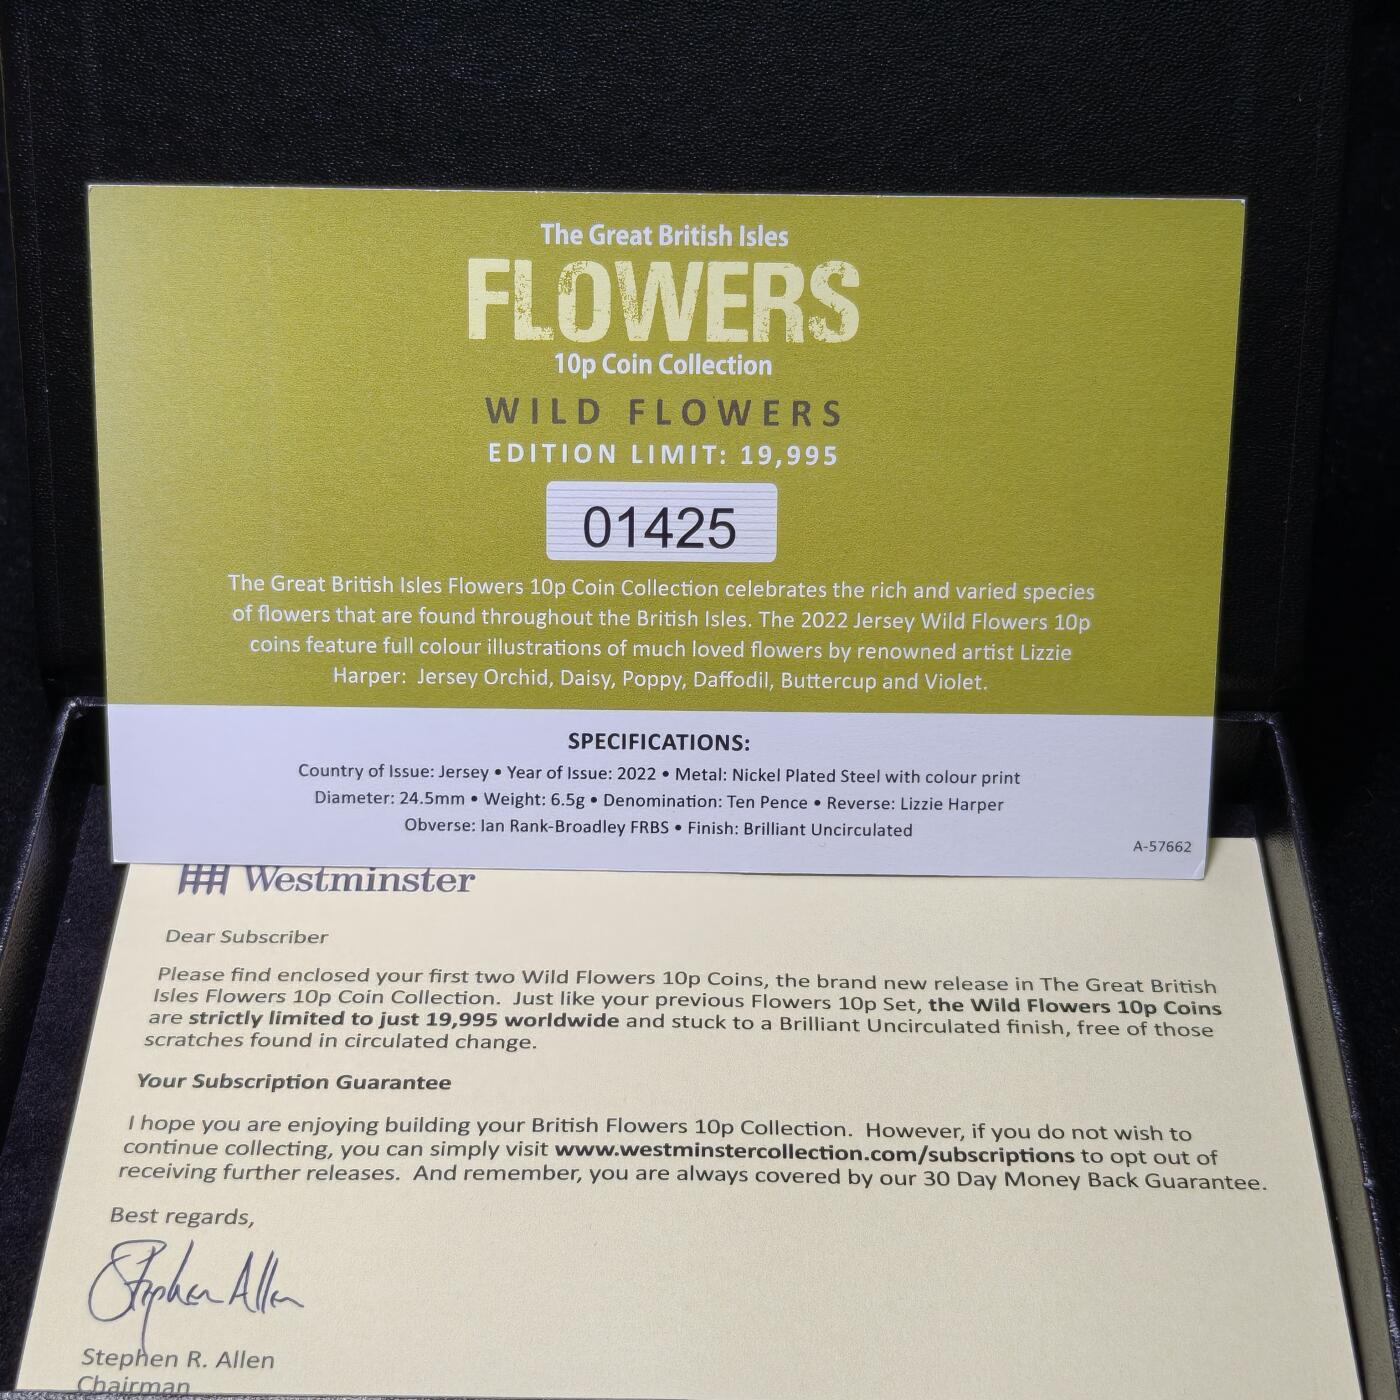 The Great British Isles
FLOWERS
10p Coin Collection
WILD FLOWERS
EDITION LIMIT: 19,995
01425
The Great British Isles Flowers 10p Coin Collection celebrates the rich and varied species
of flowers that are found throughout the British Isles. The 2022 Jersey Wild Flowers 10p
coins feature full colour illustrations of much loved flowers by renowned artist Lizzie
Harper: Jersey Orchid, Daisy, Poppy, Daffodil, Buttercup and Violet.
SPECIFICATIONS:
Country of Issue: Jersey • Year of Issue: 2022 • Metal: Nickel Plated Steel with colour print
Diameter: 24.5mm • Weight: 6.5g • Denomination: Ten Pence • Reverse: Lizzie Harper
Obverse: Ian Rank-Broadley FRBS • Finish: Brilliant Uncirculated
A-57662
Westminster
Dear Subscriber
Please find enclosed your first two Wild Flowers 10p Coins, the brand new release in The Great British
Isles Flowers 10p Coin Collection. Just like your previous Flowers 10p Set, the Wild Flowers 10p Coins
are strictly limited to just 19,995 worldwide and stuck to a Brilliant Uncirculated finish, free of those
scratches found in circulated change.
Your Subscription Guarantee
I hope you are enjoying building your British Flowers 10p Collection. However, if you do not wish to
continue collecting, you can simply visit www.westminstercollection.com/subscriptions to opt out of
receiving further releases. And remember, you are always covered by our 30 Day Money Back Guarantee.
Best regards,
Stephen Allen
Stephen R. Allen
Chairman